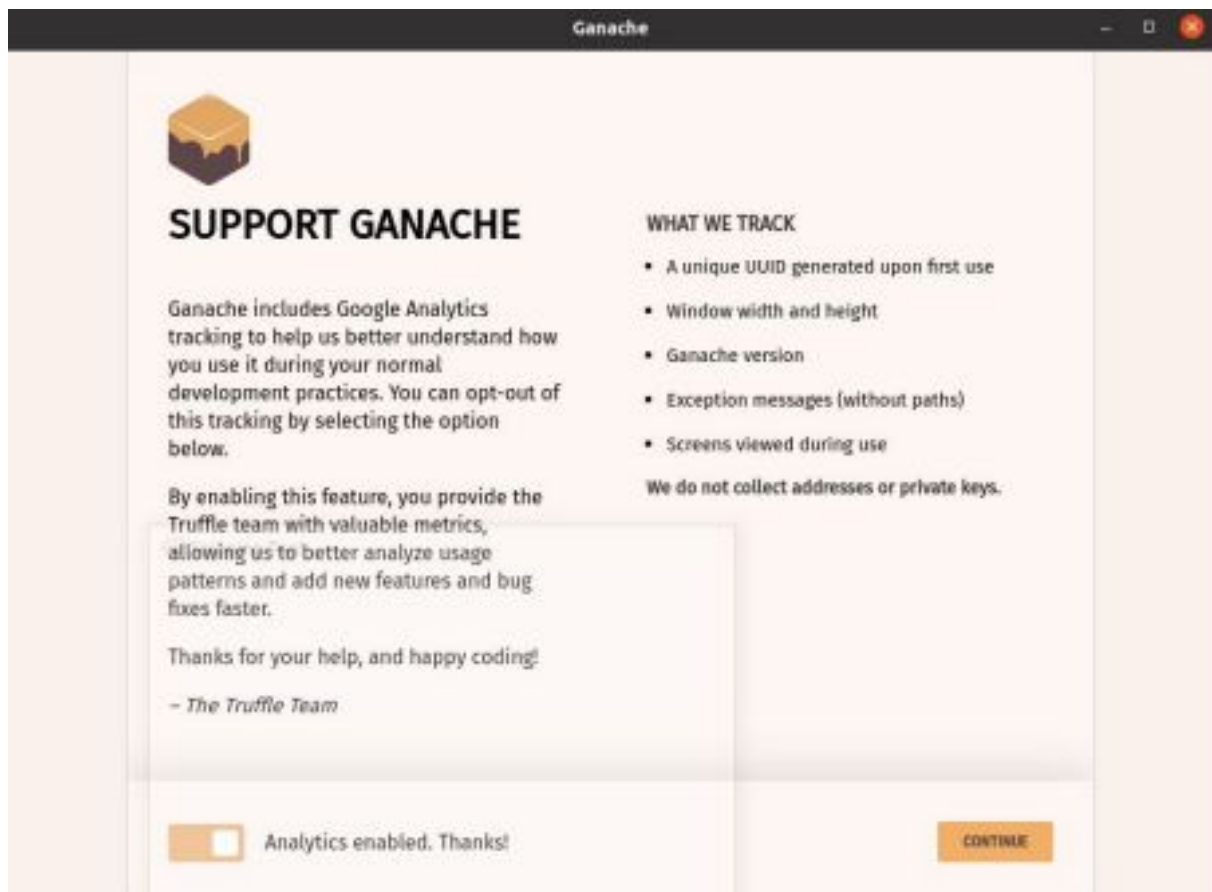 Ganache
SUPPORT GANACHE
Ganache includes Google Analytics
tracking to help us better understand how
you use it during your normal
development practices. You can opt-out of
this tracking by selecting the option
below.
By enabling this feature, you provide the
Truffle team with valuable metrics,
allowing us to better analyze usage
patterns and add new features and bug
fixes faster.
Thanks for your help, and happy coding!
– The Truffle Team
WHAT WE TRACK
▪ A unique UUID generated upon first use
▪ Window width and height
▪ Ganache version
▪ Exception messages (without paths)
▪ Screens viewed during use
We do not collect addresses or private keys.
Analytics enabled. Thanks!
CONTINUE